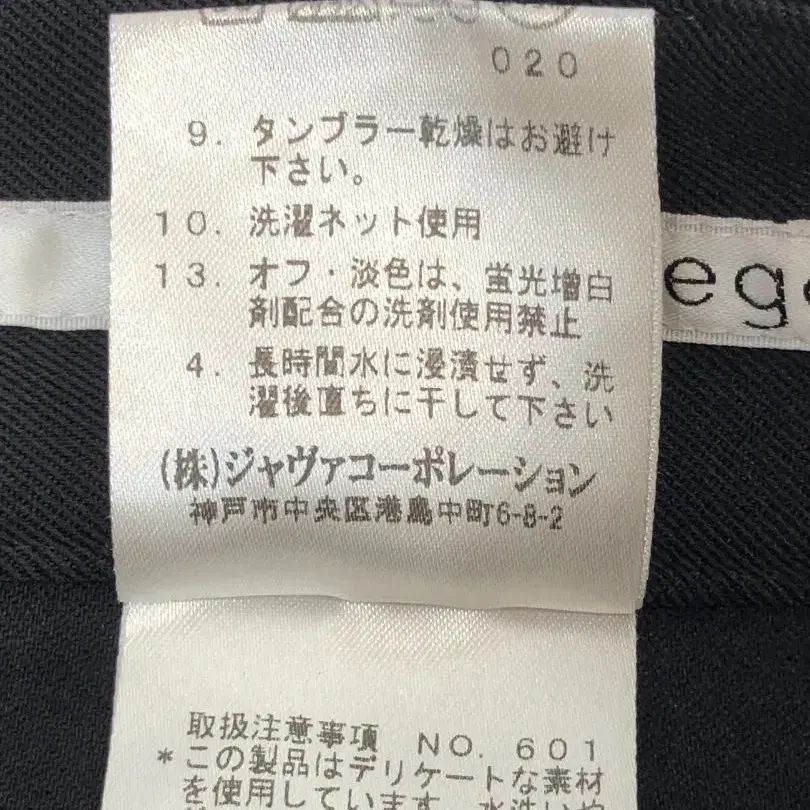 020
9. タンブラー乾燥はお避け
下さい。
10. 洗濯ネット使用
13. オフ・淡色は、蛍光増白
剤配合の洗剤使用禁止
4. 長時間水に浸漬せず、洗
濯後直ちに干して下さい
(株)ジャヴァコーポレーション
神戸市中央区港島中町6-8-2
取扱注意事項 NO. 601
*この製品はデリケートな素材
を使用しています。水洗いや